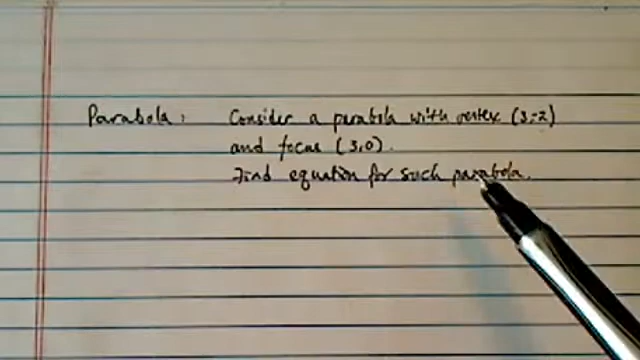 Parabola: Consider a parabola with vertex (3,-2)
and focus (3,0).
Find equation for such parabola.